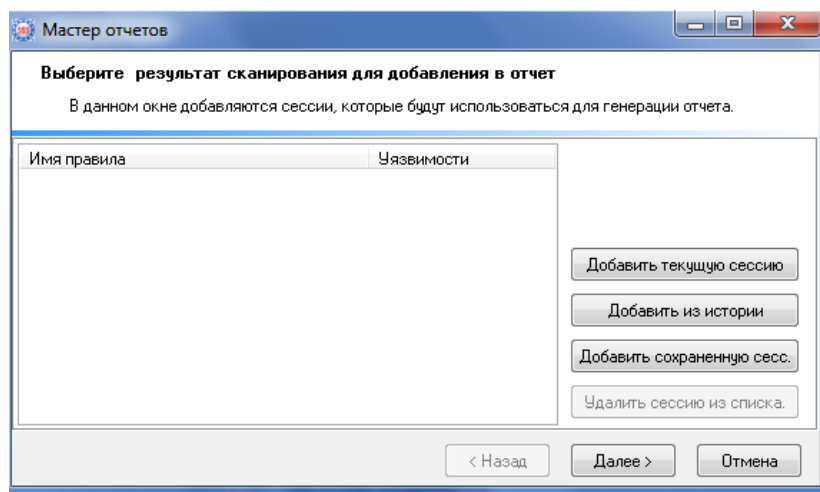 Мастер отчетов
Выберите результат сканирования для добавления в отчет
В данном окне добавляются сессии, которые будут использоваться для генерации отчета.
Имя правила Уязвимости
Добавить текущую сессию
Добавить из истории
Добавить сохраненную сесс.
Удалить сессию из списка.
< Назад Далее > Отмена